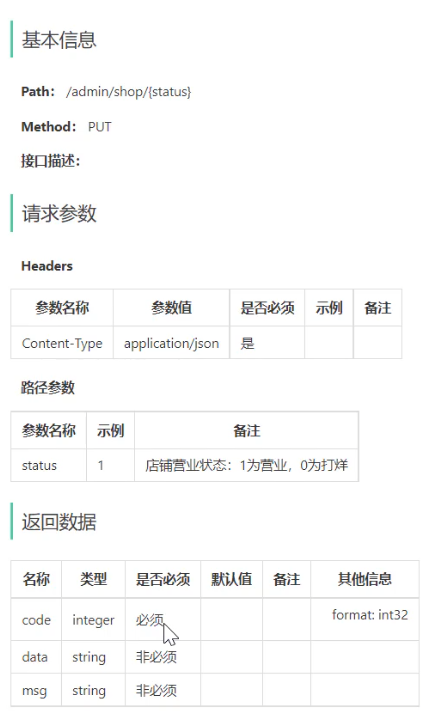 基本信息
Path： /admin/shop/{status}
Method： PUT
接口描述：
请求参数
Headers
参数名称 参数值 是否必须 示例 备注
Content-Type application/json 是
路径参数
参数名称 示例 备注
status 1 店铺营业状态：1为营业，0为打烊
返回数据
名称 类型 是否必须 默认值 备注 其他信息
code integer 必须 format: int32
data string 非必须
msg string 非必须